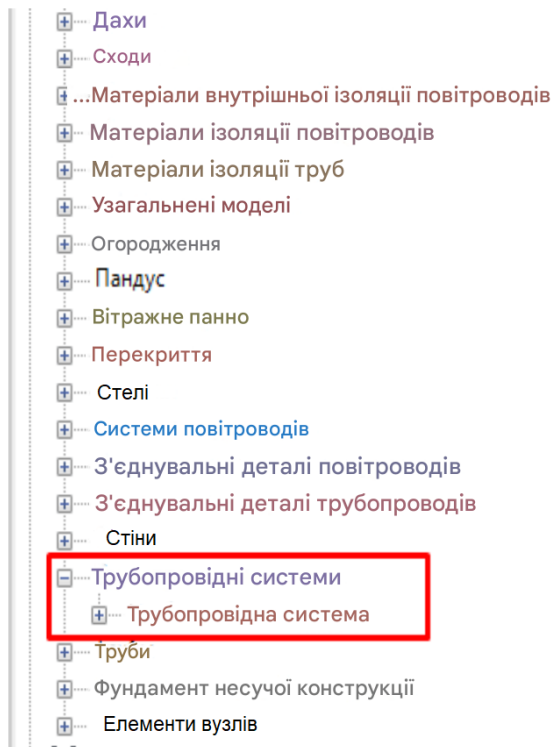 Дахи
Сходи
...Матеріали внутрішньої ізоляції повітроводів
Матеріали ізоляції повітроводів
Матеріали ізоляції труб
Узагальнені моделі
Огородження
Пандус
Вітражне панно
Перекриття
Стелі
Системи повітроводів
З'єднувальні деталі повітроводів
З'єднувальні деталі трубопроводів
Стіни
Трубопровідні системи
Трубопровідна система
Труби
Фундамент несучої конструкції
Елементи вузлів